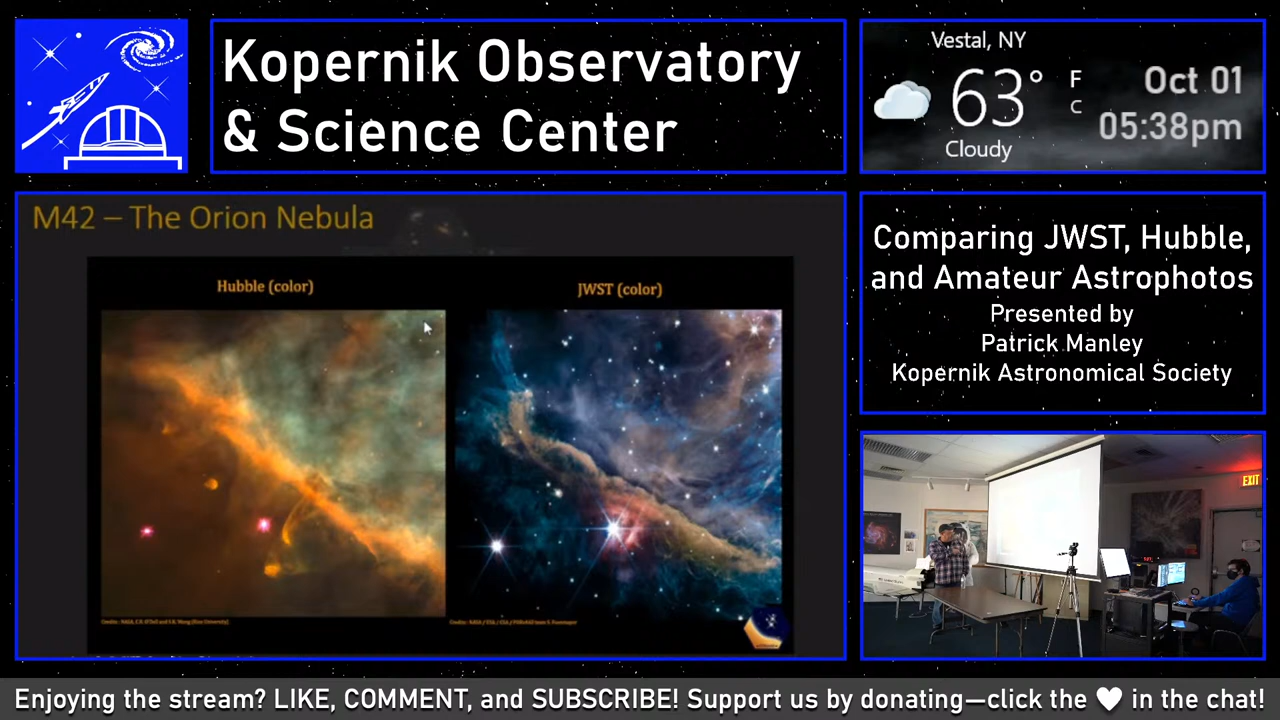 Kopernik Observatory
& Science Center
Vestal, NY
63° F
C
Cloudy
Oct 01
05:38pm
M42 – The Orion Nebula
Hubble (color)
JWST (color)
Comparing JWST, Hubble,
and Amateur Astrophotos
Presented by
Patrick Manley
Kopernik Astronomical Society
EXIT
Enjoying the stream? LIKE, COMMENT, and SUBSCRIBE! Support us by donating—click the ♥ in the chat!